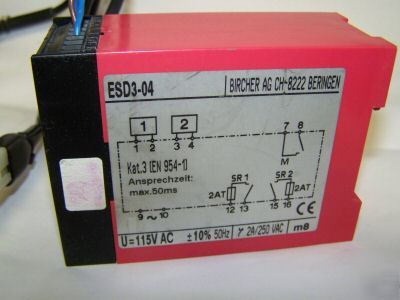 ESD3-04 BIRCHER AG CH-8222 BERINGEN
1 2
1 2 3 4 7 8
M
Kat.3 (EN 954-1)
Ansprechzeit:
max.50ms
SR 1 SR 2
2AT 2AT
12 13 15 16
9 ~ 10
CE
U=115V AC ±10% 50Hz γ 2A/250 VAC m8